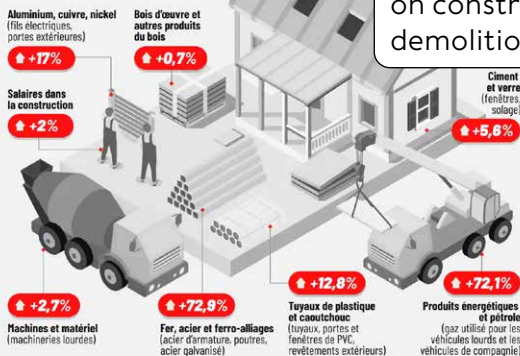 on constr
demolitio
Aluminium, cuivre, nickel
(fils électriques,
portes extérieures)
+17%
Bois d'œuvre et
autres produits
du bois
+0,7%
Salaires dans
la construction
+2%
Ciment
et verre
(fenêtres,
solage)
+5,6%
+2,7%
Machines et matériel
(machineries lourdes)
+72,9%
Fer, acier et ferro-alliages
(acier d'armature, poutres,
acier galvanisé)
+12,8%
Tuyaux de plastique
et caoutchouc
(tuyaux, portes et
fenêtres de PVC,
revêtements extérieurs)
+72,1%
Produits énergétiques
et pétrole
(gaz utilisé pour les
véhicules lourds et les
véhicules de compagnie)